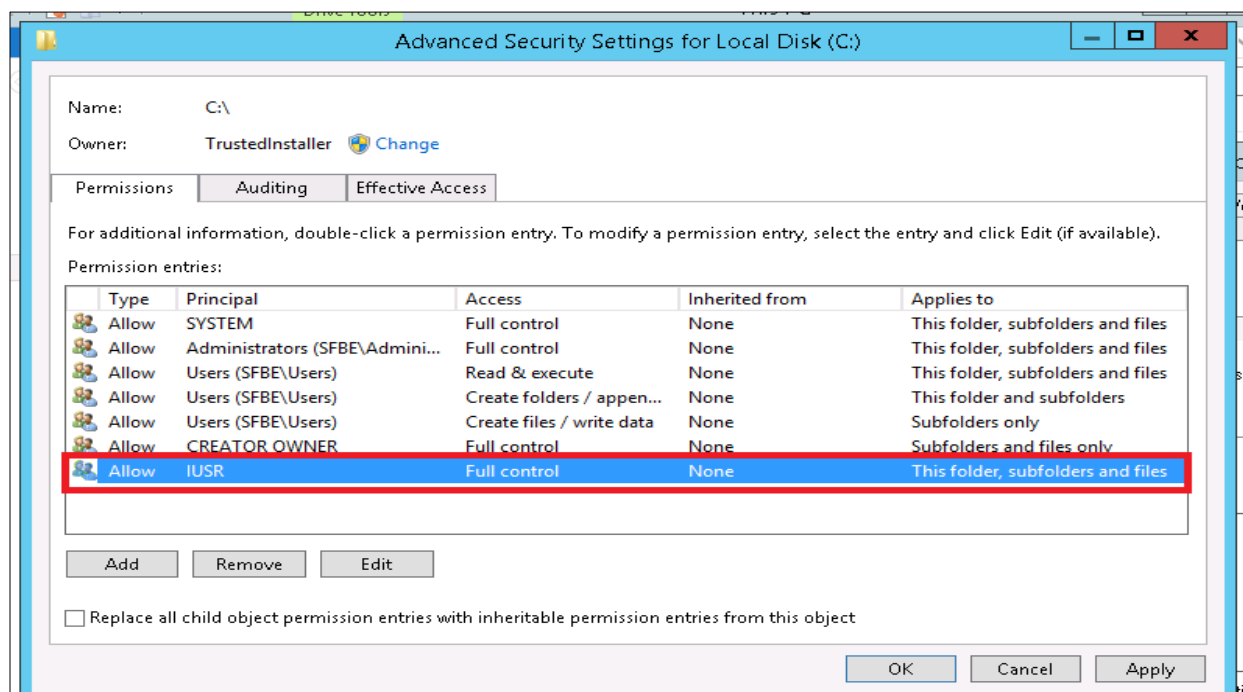 Advanced Security Settings for Local Disk (C:)
Name: C:\
Owner: TrustedInstaller Change
Permissions Auditing Effective Access
For additional information, double-click a permission entry. To modify a permission entry, select the entry and click Edit (if available).
Permission entries:
Type Principal Access Inherited from Applies to
Allow SYSTEM Full control None This folder, subfolders and files
Allow Administrators (SFBE\Admini... Full control None This folder, subfolders and files
Allow Users (SFBE\Users) Read & execute None This folder, subfolders and files
Allow Users (SFBE\Users) Create folders / appen... None This folder and subfolders
Allow Users (SFBE\Users) Create files / write data None Subfolders only
Allow CREATOR OWNER Full control None Subfolders and files only
Allow IUSR Full control None This folder, subfolders and files
Add Remove Edit
Replace all child object permission entries with inheritable permission entries from this object
OK Cancel Apply